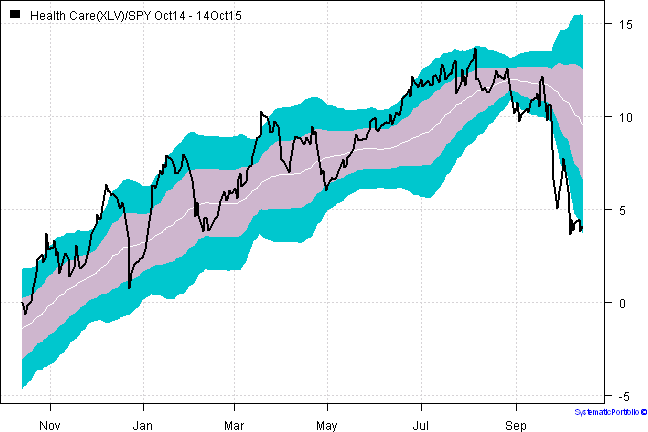 Health Care(XLV)/SPY Oct14 - 14Oct15
15
10
5
0
-5
Nov Jan Mar May Jul Sep
SystematicPortfolio ©